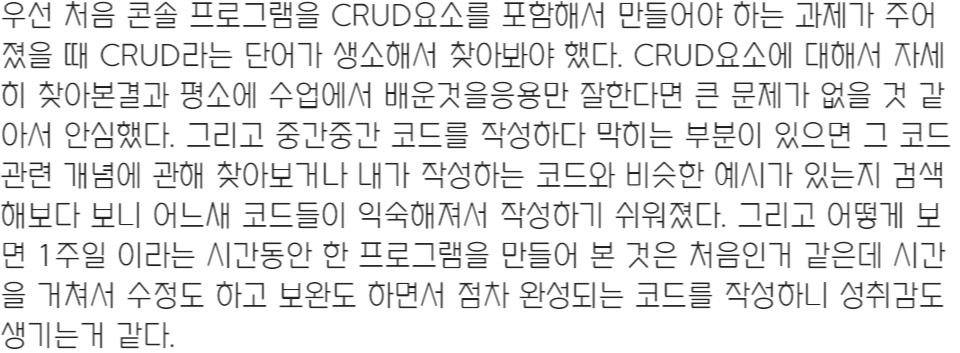 우선 처음 콘솔 프로그램을 CRUD요소를 포함해서 만들어야 하는 과제가 주어
졌을 때 CRUD라는 단어가 생소해서 찾아봐야 했다. CRUD요소에 대해서 자세
히 찾아본결과 평소에 수업에서 배운것을응용만 잘한다면 큰 문제가 없을 것 같
아서 안심했다. 그리고 중간중간 코드를 작성하다 막히는 부분이 있으면 그 코드
관련 개념에 관해 찾아보거나 내가 작성하는 코드와 비슷한 예시가 있는지 검색
해보다 보니 어느새 코드들이 익숙해져서 작성하기 쉬워졌다. 그리고 어떻게 보
면 1주일 이라는 시간동안 한 프로그램을 만들어 본 것은 처음인거 같은데 시간
을 거쳐서 수정도 하고 보완도 하면서 점차 완성되는 코드를 작성하니 성취감도
생기는거 같다.